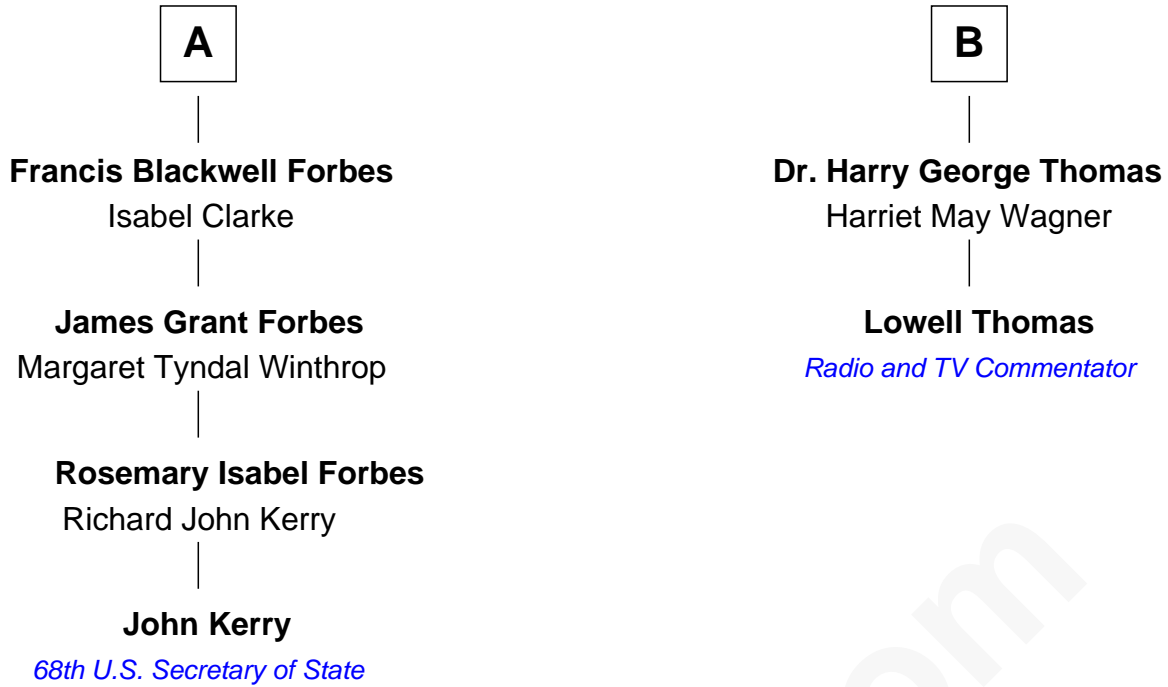 A
Francis Blackwell Forbes
Isabel Clarke
James Grant Forbes
Margaret Tyndal Winthrop
Rosemary Isabel Forbes
Richard John Kerry
John Kerry
68th U.S. Secretary of State
B
Dr. Harry George Thomas
Harriet May Wagner
Lowell Thomas
Radio and TV Commentator
om